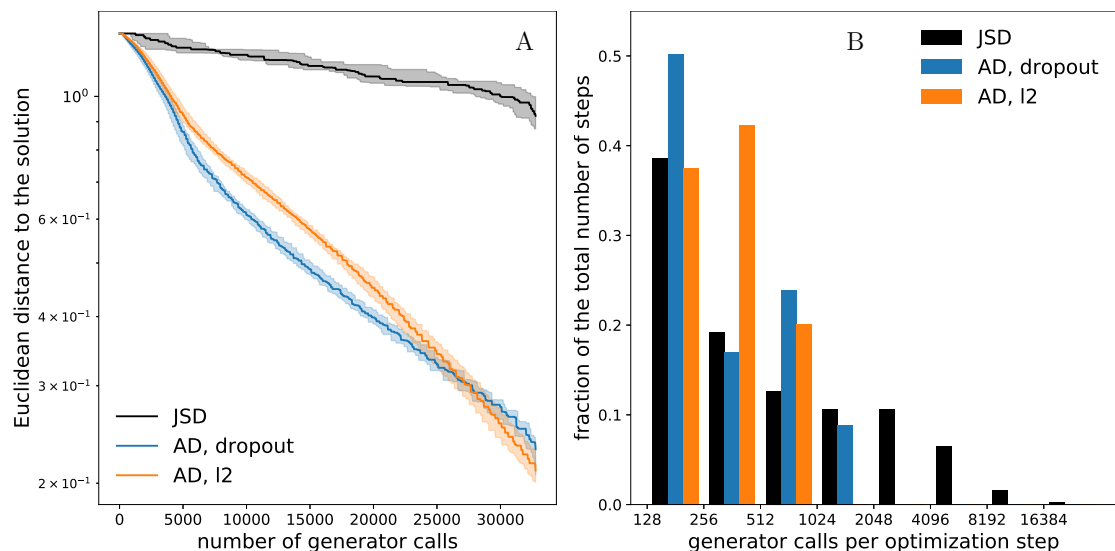 A
Euclidean distance to the solution
10⁰
6 × 10⁻¹
4 × 10⁻¹
3 × 10⁻¹
2 × 10⁻¹
JSD
AD, dropout
AD, l2
0 5000 10000 15000 20000 25000 30000
number of generator calls
B
fraction of the total number of steps
0.5
0.4
0.3
0.2
0.1
0.0
JSD
AD, dropout
AD, l2
128 256 512 1024 2048 4096 8192 16384
generator calls per optimization step